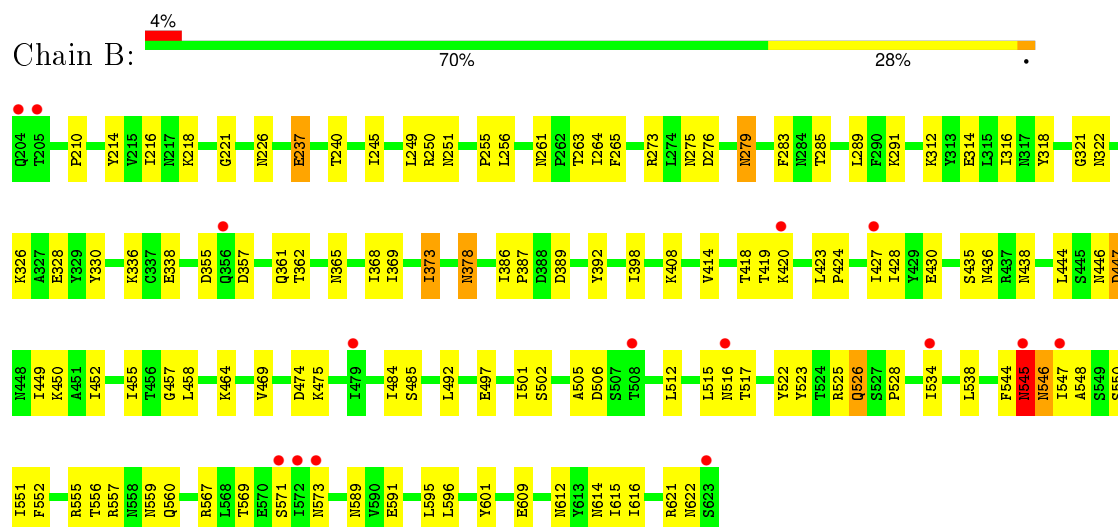 4%
Chain B:
70% 28% •
Q204 T205 P210 Y214 V215 I216 N217 K218 G221 N226 E237 T240 I245 L249 R250 N251 P255 L256 N261 P262 T263 I264 F265 R273 L274 N275 D276 N279 F283 N284 T285 L289 F290 K291 K312 Y313 E314 L315 I316 N317 Y318 G321 N322
K326 A327 E328 Y329 Y330 K336 C337 E338 D355 Q356 D357 Q361 T362 N365 I368 I369 I373 N378 I386 P387 D388 D389 Y392 I398 K408 V414 T418 T419 K420 L423 P424 I427 I428 Y429 E430 S435 N436 R437 N438 L444 S445 N446 D447
N448 I449 K450 A451 I452 I455 T456 G457 L458 K464 V469 D474 K475 I479 I484 S485 L492 E497 I501 S502 A505 D506 S507 T508 L512 L515 N516 T517 Y522 Y523 T524 R525 Q526 S527 P528 I534 L538 F544 N545 N546 I547 A548 S549 S550
I551 F552 R555 T556 R557 N558 N559 Q560 R567 L568 T569 E570 S571 I572 N573 N589 V590 E591 L595 L596 Y601 E609 N612 Y613 N614 I615 I616 R621 N622 S623